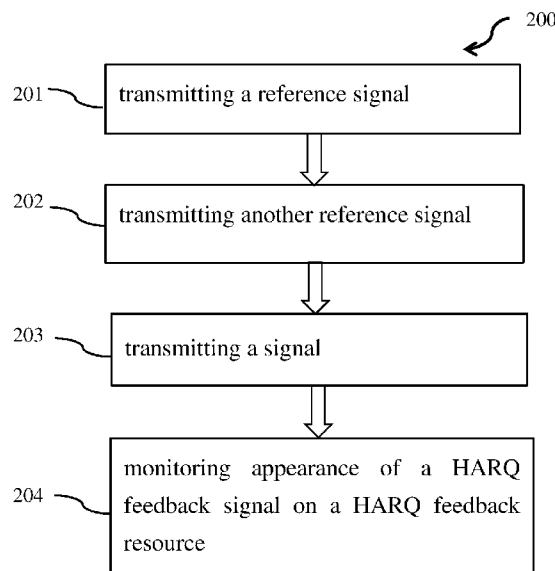 200
201
transmitting a reference signal
202
transmitting another reference signal
203
transmitting a signal
204
monitoring appearance of a HARQ
feedback signal on a HARQ feedback
resource